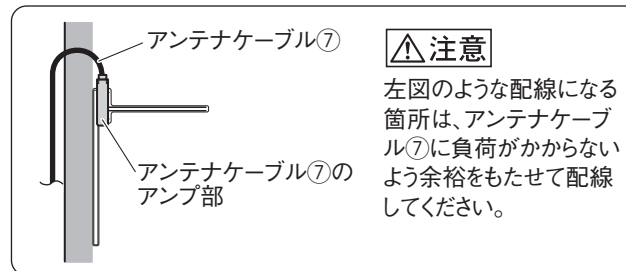 アンテナケーブル⑦
アンテナケーブル⑦の
アンプ部
注意
左図のような配線になる
箇所は、アンテナケーブ
ル⑦に負荷がかからない
よう余裕をもたせて配線
してください。